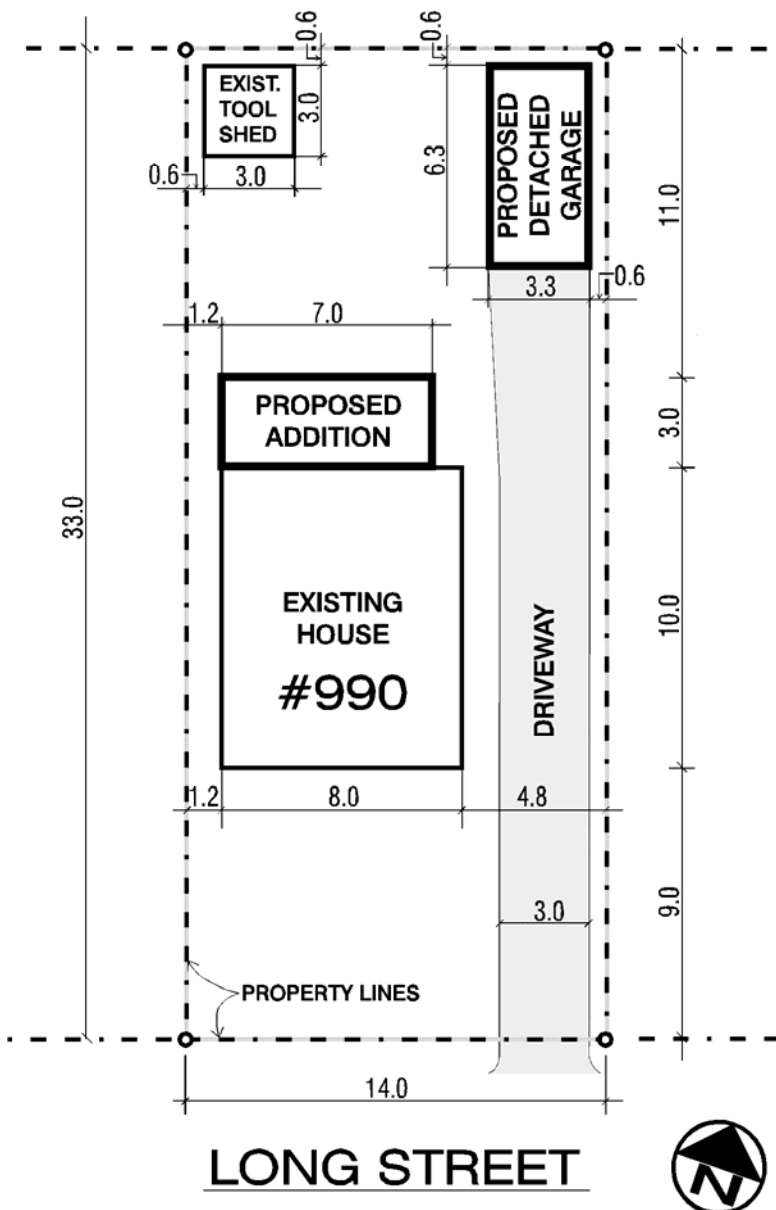 0.6
0.6
EXIST.
TOOL
SHED
3.0
0.6
3.0
6.3
PROPOSED
DETACHED
GARAGE
11.0
3.3
0.6
1.2
7.0
PROPOSED
ADDITION
3.0
33.0
EXISTING
HOUSE
#990
DRIVEWAY
10.0
1.2
8.0
4.8
9.0
3.0
PROPERTY LINES
14.0
LONG STREET
N